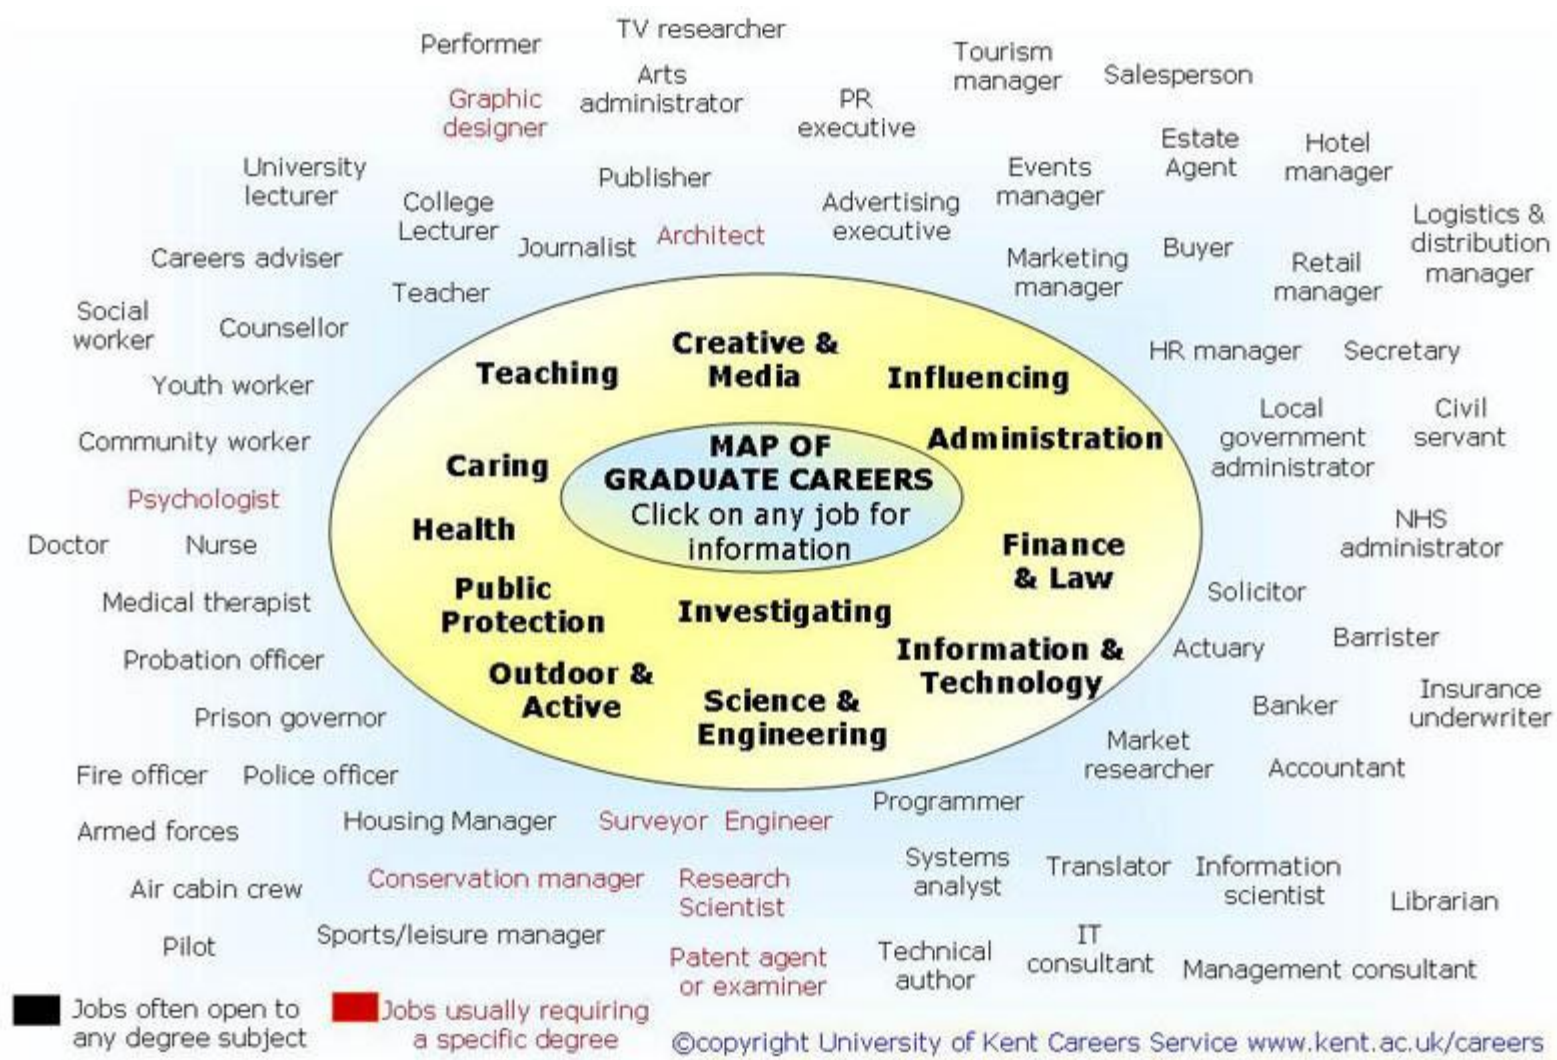 TV researcher
Performer
Tourism
manager
Salesperson
Arts
administrator
Graphic
designer
PR
executive
Estate
Agent
Hotel
manager
University
lecturer
Publisher
Events
manager
College
Lecturer
Advertising
executive
Logistics &
distribution
manager
Journalist
Architect
Careers adviser
Marketing
manager
Buyer
Retail
manager
Teacher
Social
worker
Counsellor
Creative &
Media
Teaching
Influencing
HR manager
Secretary
Youth worker
Local
government
administrator
Civil
servant
Community worker
Caring
MAP OF
GRADUATE CAREERS
Click on any job for
information
Administration
Psychologist
Health
NHS
administrator
Doctor
Nurse
Finance
& Law
Public
Protection
Investigating
Solicitor
Medical therapist
Barrister
Actuary
Information &
Technology
Probation officer
Outdoor &
Active
Science &
Engineering
Banker
Insurance
underwriter
Prison governor
Market
researcher
Accountant
Fire officer
Police officer
Programmer
Armed forces
Housing Manager
Surveyor
Engineer
Systems
analyst
Translator
Information
scientist
Air cabin crew
Conservation manager
Research
Scientist
Librarian
Pilot
Sports/leisure manager
Patent agent
or examiner
Technical
author
IT
consultant
Management consultant
Jobs often open to
any degree subject
Jobs usually requiring
a specific degree
©copyright University of Kent Careers Service www.kent.ac.uk/careers